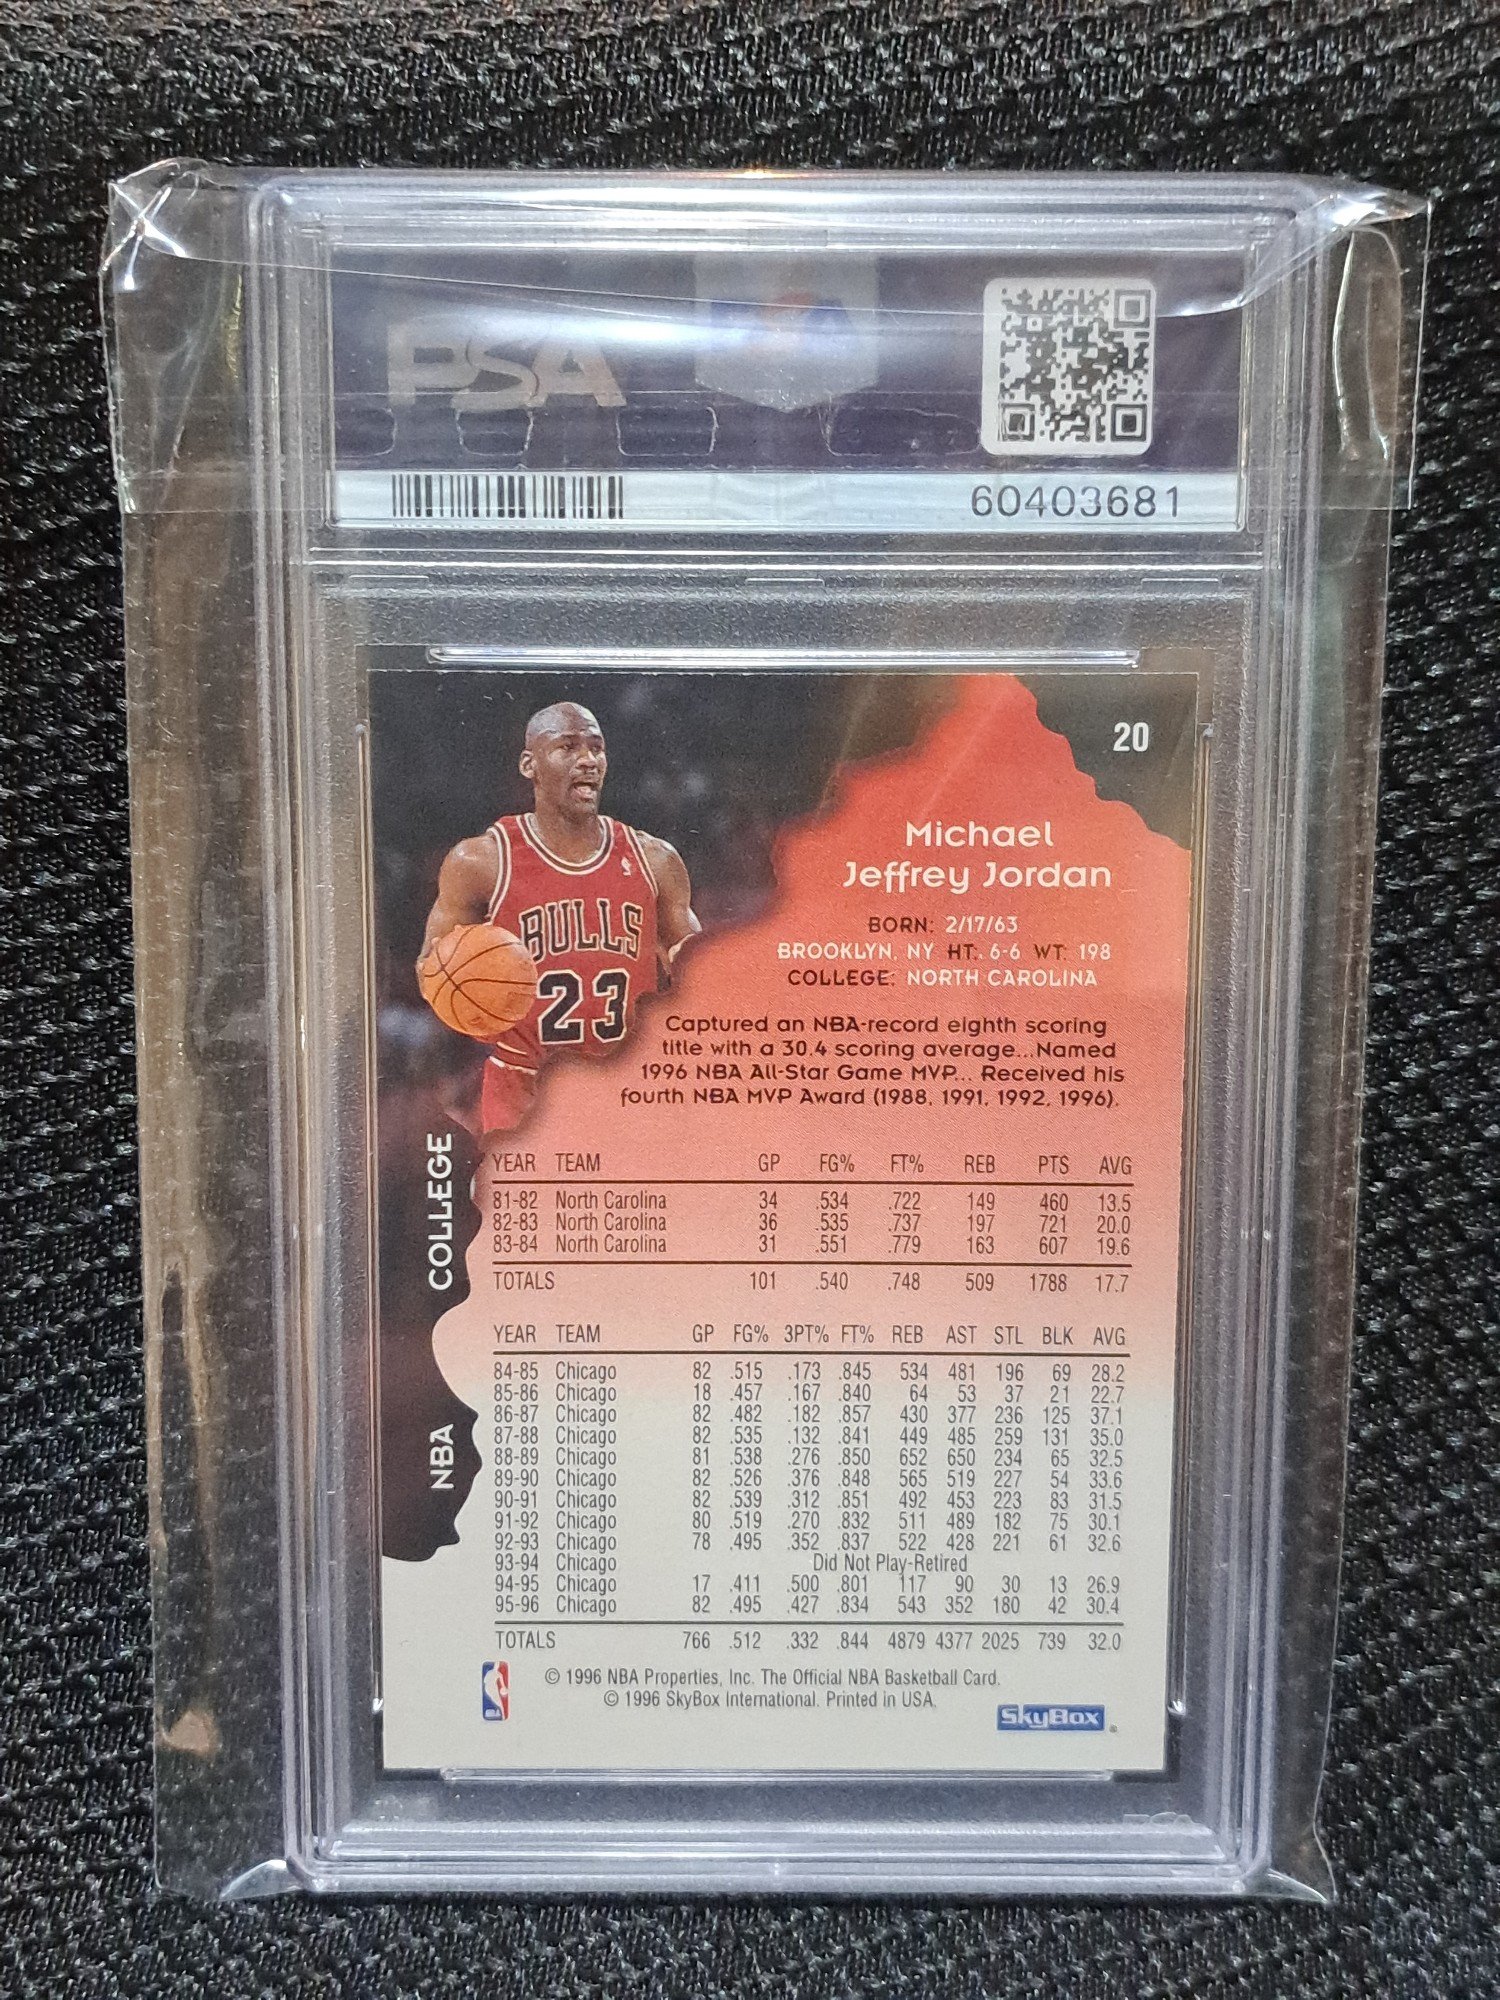 PSA
60403681
20
Michael
Jeffrey Jordan
BORN: 2/17/63
BROOKLYN, NY HT: 6-6 WT: 198
COLLEGE: NORTH CAROLINA
BULLS
23
Captured an NBA-record eighth scoring
title with a 30.4 scoring average...Named
1996 NBA All-Star Game MVP... Received his
fourth NBA MVP Award (1988, 1991, 1992, 1996).
COLLEGE
YEAR TEAM GP FG% FT% REB PTS AVG
81-82 North Carolina 34 .534 .722 149 460 13.5
82-83 North Carolina 36 .535 .737 197 721 20.0
83-84 North Carolina 31 .551 .779 163 607 19.6
TOTALS 101 .540 .748 509 1788 17.7
NBA
YEAR TEAM GP FG% 3PT% FT% REB AST STL BLK AVG
84-85 Chicago 82 .515 .173 .845 534 481 196 69 28.2
85-86 Chicago 18 .457 .167 .840 64 53 37 21 22.7
86-87 Chicago 82 .482 .182 .857 430 377 236 125 37.1
87-88 Chicago 82 .535 .132 .841 449 485 259 131 35.0
88-89 Chicago 81 .538 .276 .850 652 650 234 65 32.5
89-90 Chicago 82 .526 .376 .848 565 519 227 54 33.6
90-91 Chicago 82 .539 .312 .851 492 453 223 83 31.5
91-92 Chicago 80 .519 .270 .832 511 489 182 75 30.1
92-93 Chicago 78 .495 .352 .837 522 428 221 61 32.6
93-94 Chicago Did Not Play-Retired
94-95 Chicago 17 .411 .500 .801 117 90 30 13 26.9
95-96 Chicago 82 .495 .427 .834 543 352 180 42 30.4
TOTALS 766 .512 .332 .844 4879 4377 2025 739 32.0
© 1996 NBA Properties, Inc. The Official NBA Basketball Card.
© 1996 SkyBox International. Printed in USA.
NBA
SkyBox ®